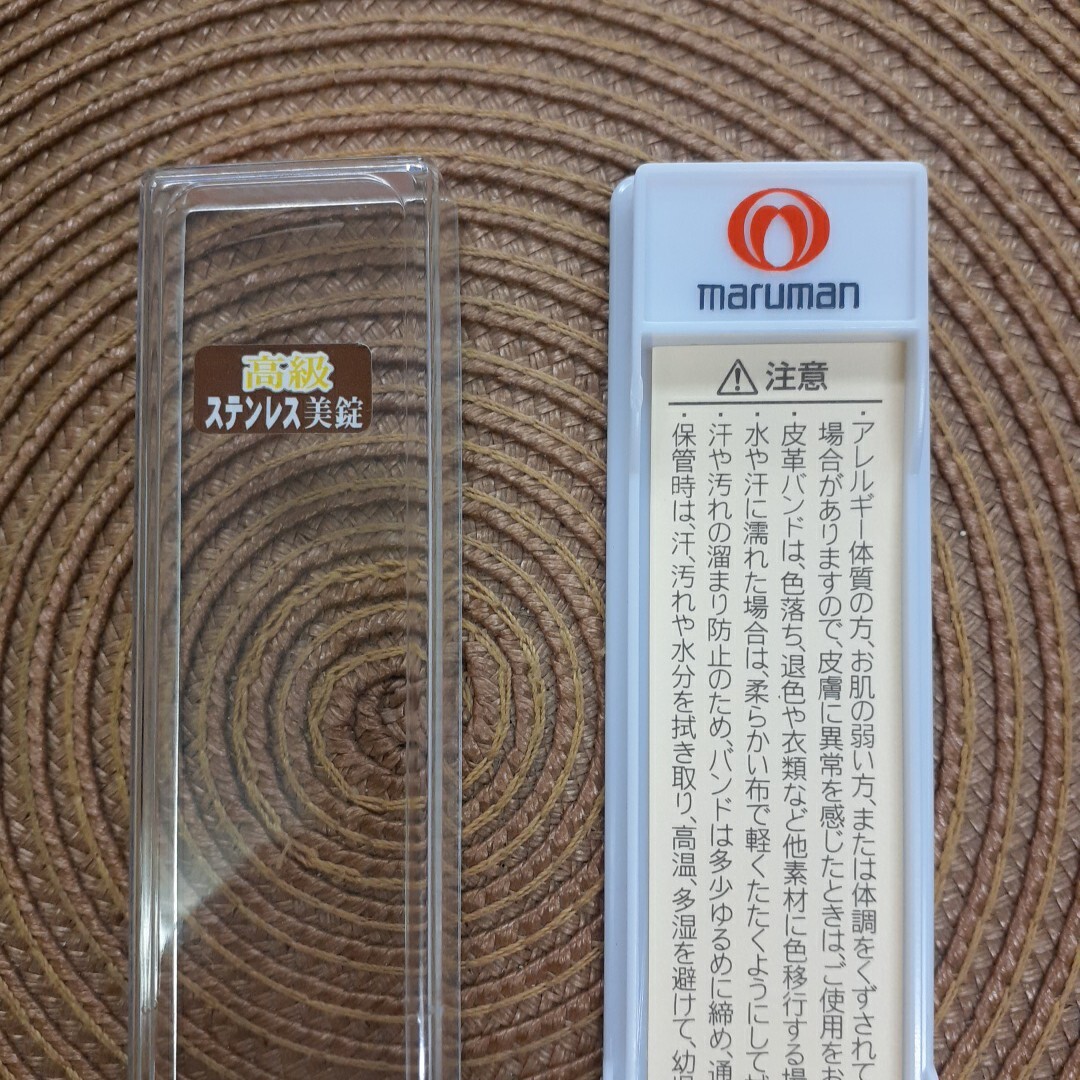 高級
ステンレス美錠
maruman
⚠注意
・アレルギー体質の方、お肌の弱い方、または体調をくずされて
場合がありますので、皮膚に異常を感じたときは、ご使用をお
・皮革バンドは、色落ち、退色や衣類など他素材に色移行する場
・水や汗に濡れた場合は、柔らかい布で軽くたたくようにして
・汗や汚れの溜まり防止のため、バンドは多少ゆるめに締め、通
・保管時は、汗、汚れや水分を拭き取り、高温、多湿を避けて、幼